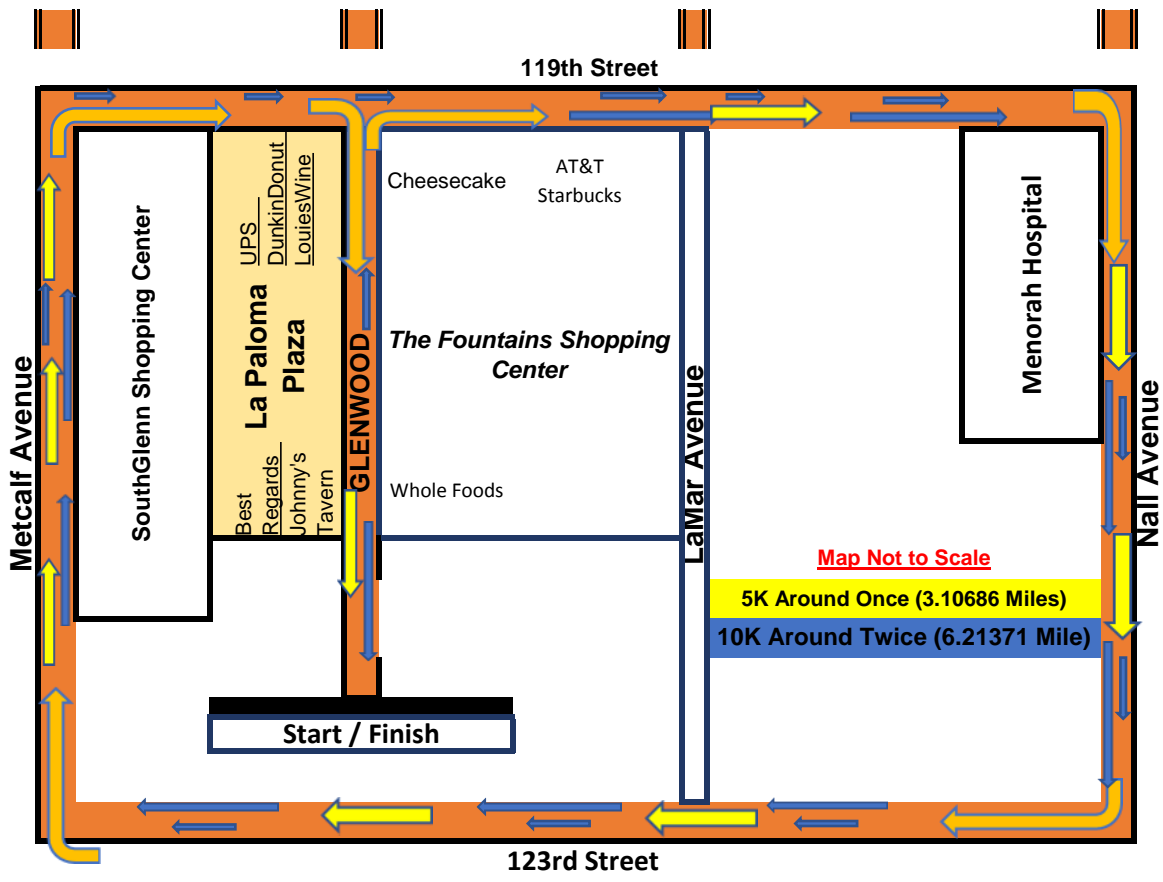 119th Street
Metcalf Avenue
SouthGlenn Shopping Center
UPS
DunkinDonut
LouiesWine
La Paloma
Plaza
Best
Regards
Johnny's
Tavern
GLENWOOD
Cheesecake
AT&T
Starbucks
The Fountains Shopping
Center
Whole Foods
LaMar Avenue
Menorah Hospital
Nall Avenue
Map Not to Scale
5K Around Once (3.10686 Miles)
10K Around Twice (6.21371 Mile)
Start / Finish
123rd Street